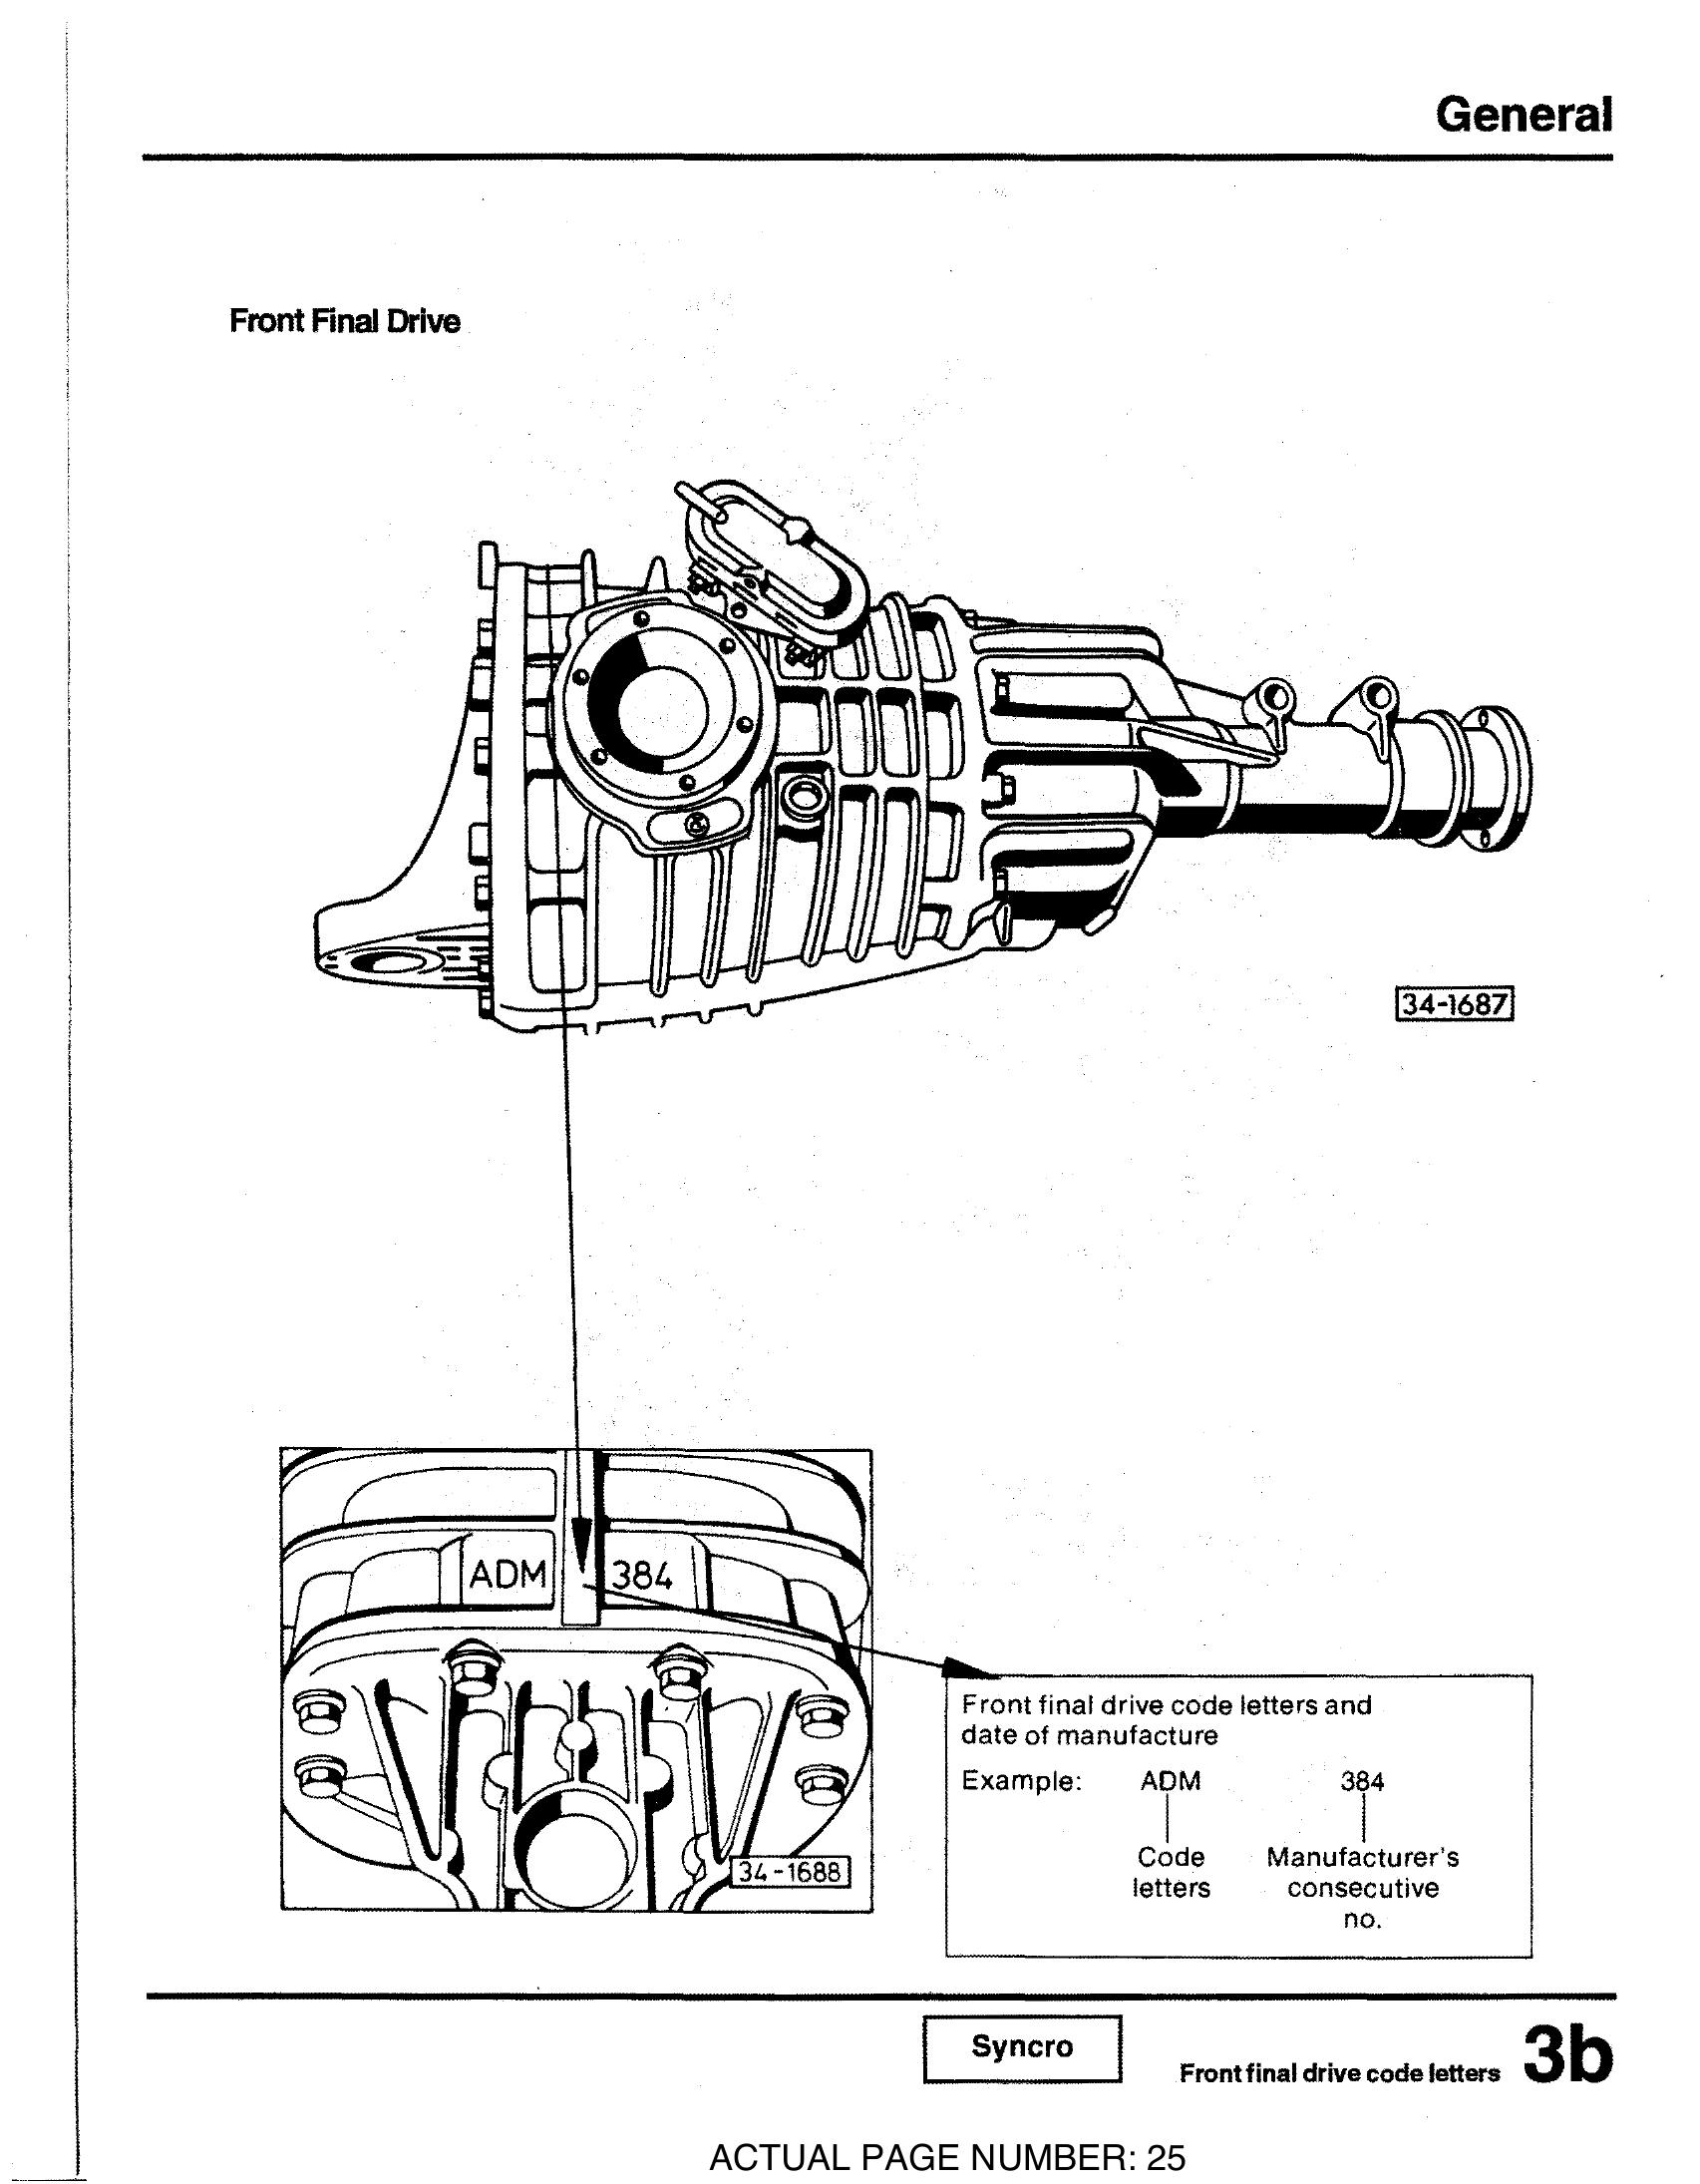 General
Front Final Drive
34-1687
ADM 384
34-1688
Front final drive code letters and
date of manufacture
Example: ADM 384
Code Manufacturer's
letters consecutive
no.
Syncro
Front final drive code letters 3b
ACTUAL PAGE NUMBER: 25